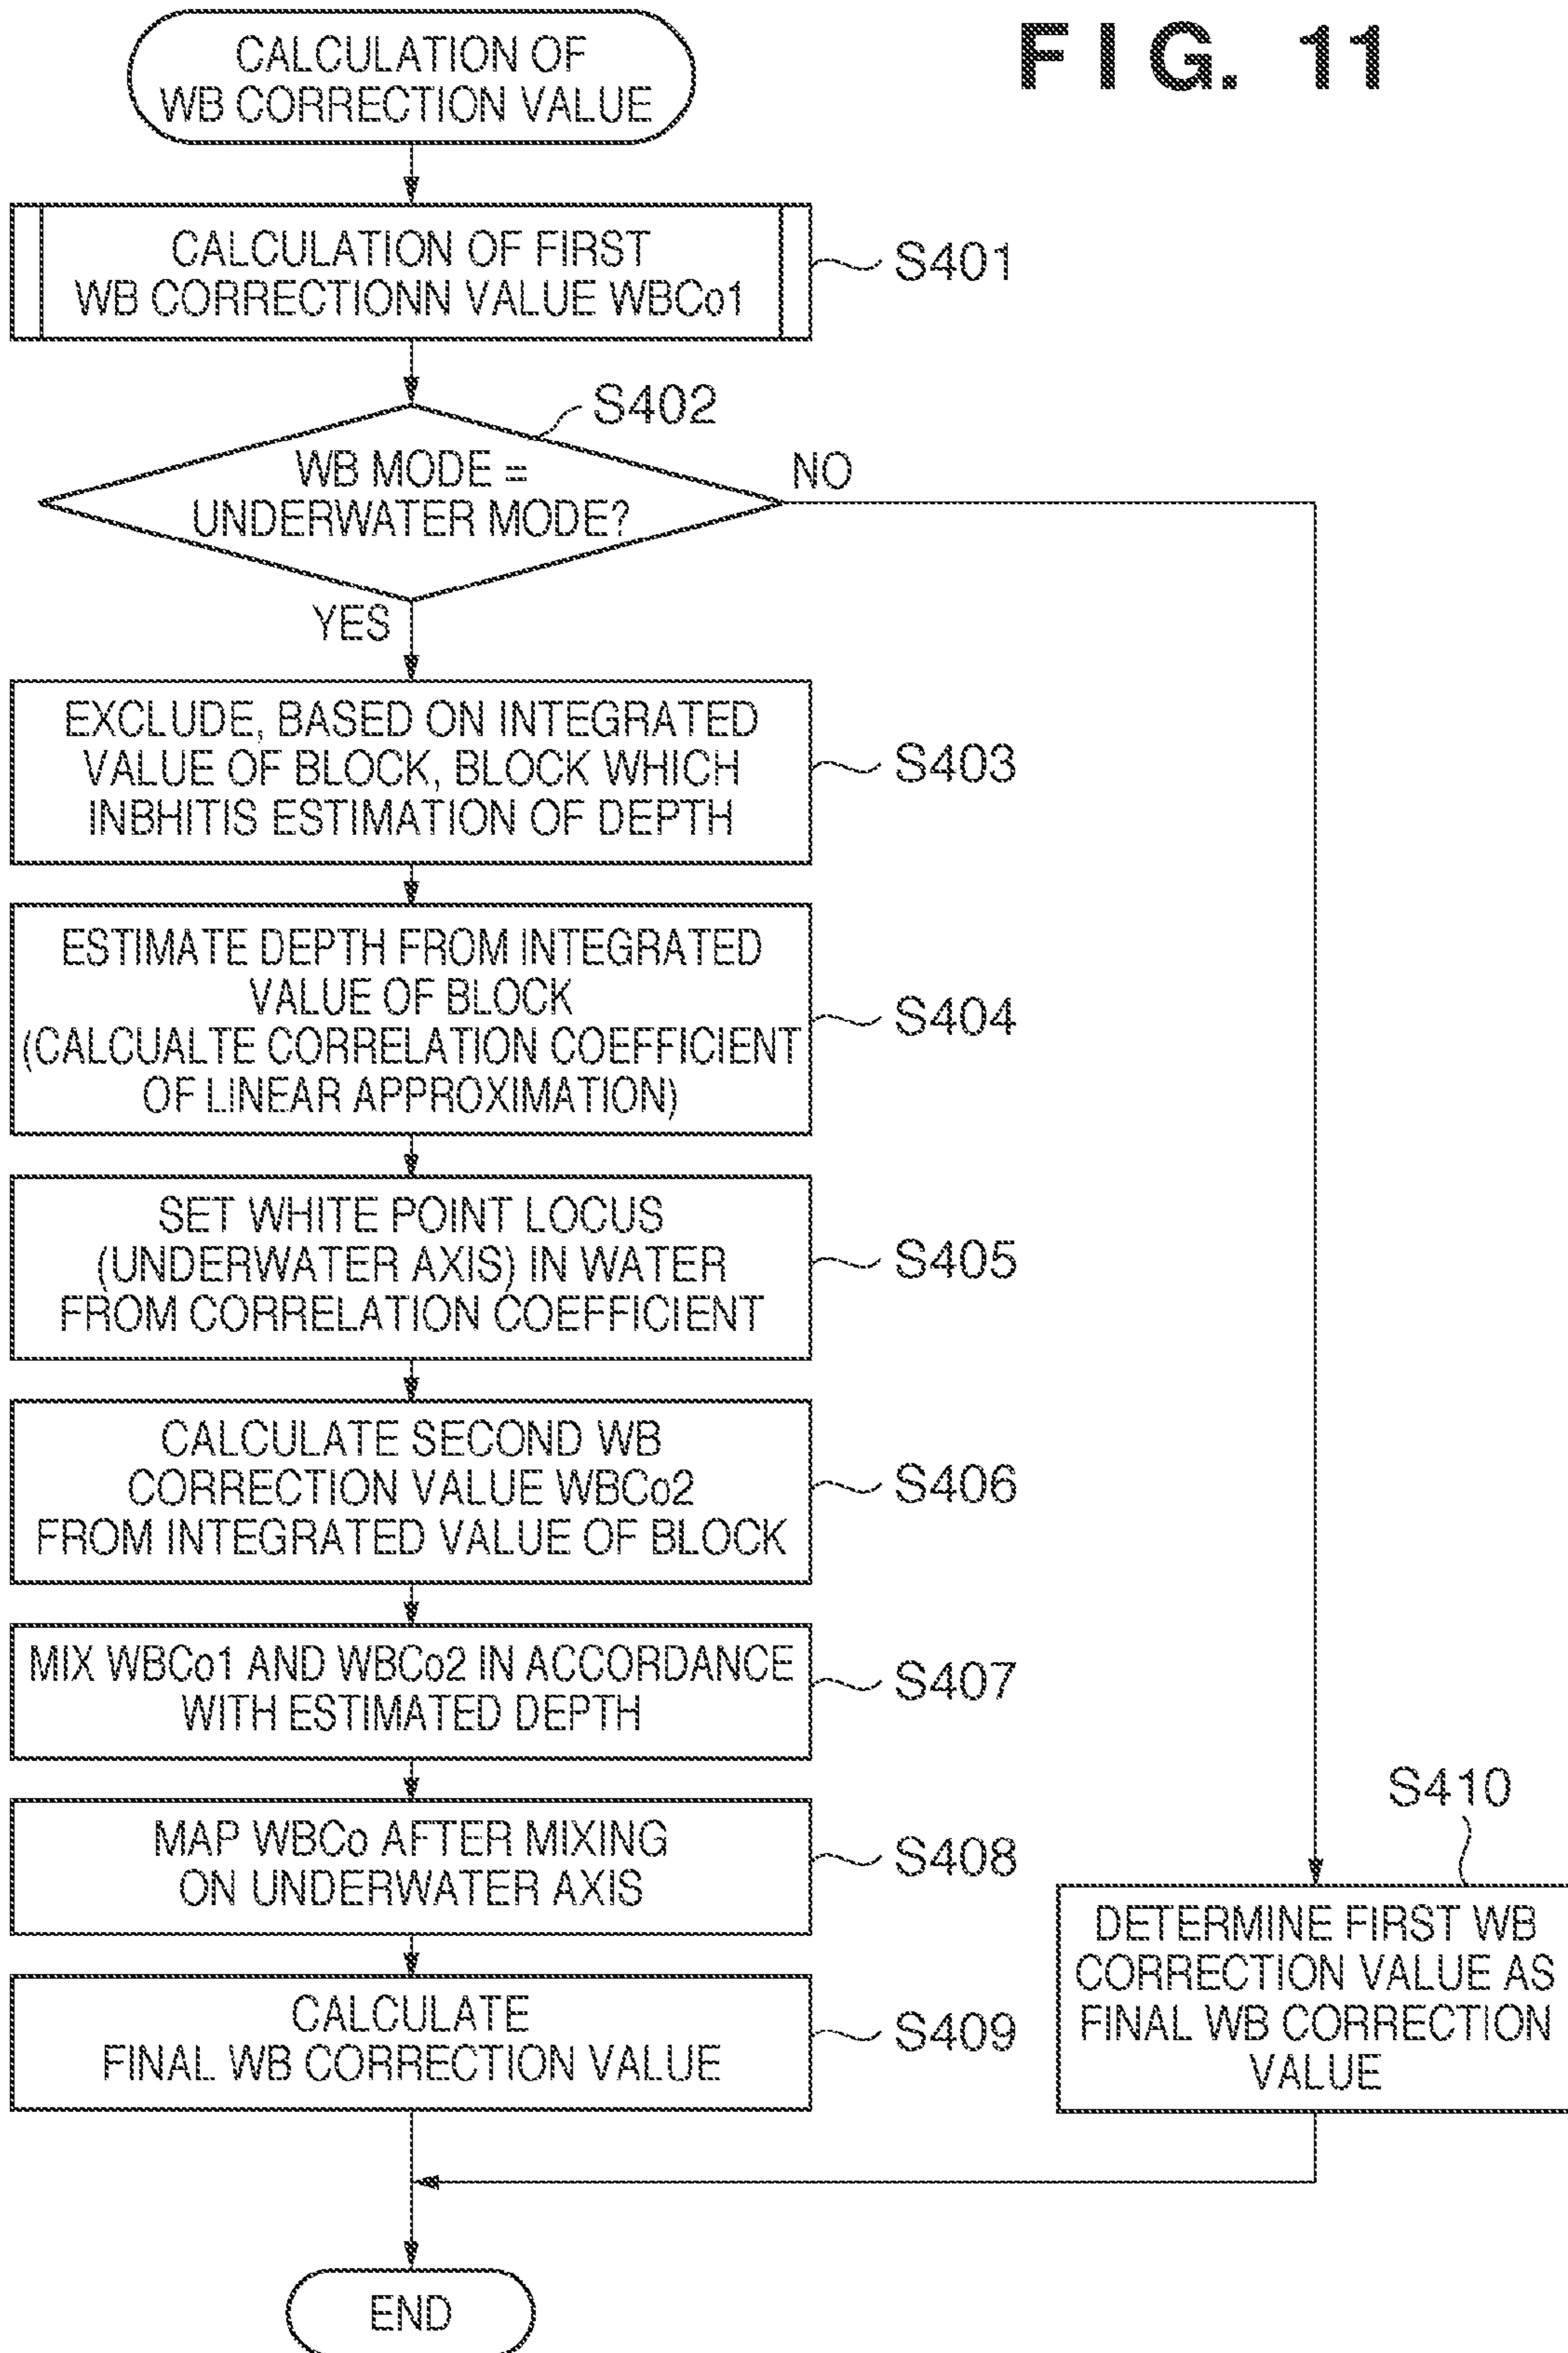 FIG. 11
CALCULATION OF
WB CORRECTION VALUE
CALCULATION OF FIRST
WB CORRECTIONN VALUE WBCo1
S401
S402
WB MODE =
UNDERWATER MODE?
NO
YES
EXCLUDE, BASED ON INTEGRATED
VALUE OF BLOCK, BLOCK WHICH
INBHITIS ESTIMATION OF DEPTH
S403
ESTIMATE DEPTH FROM INTEGRATED
VALUE OF BLOCK
(CALCUALTE CORRELATION COEFFICIENT
OF LINEAR APPROXIMATION)
S404
SET WHITE POINT LOCUS
(UNDERWATER AXIS) IN WATER
FROM CORRELATION COEFFICIENT
S405
CALCULATE SECOND WB
CORRECTION VALUE WBCo2
FROM INTEGRATED VALUE OF BLOCK
S406
MIX WBCo1 AND WBCo2 IN ACCORDANCE
WITH ESTIMATED DEPTH
S407
MAP WBCo AFTER MIXING
ON UNDERWATER AXIS
S408
CALCULATE
FINAL WB CORRECTION VALUE
S409
S410
DETERMINE FIRST WB
CORRECTION VALUE AS
FINAL WB CORRECTION
VALUE
END